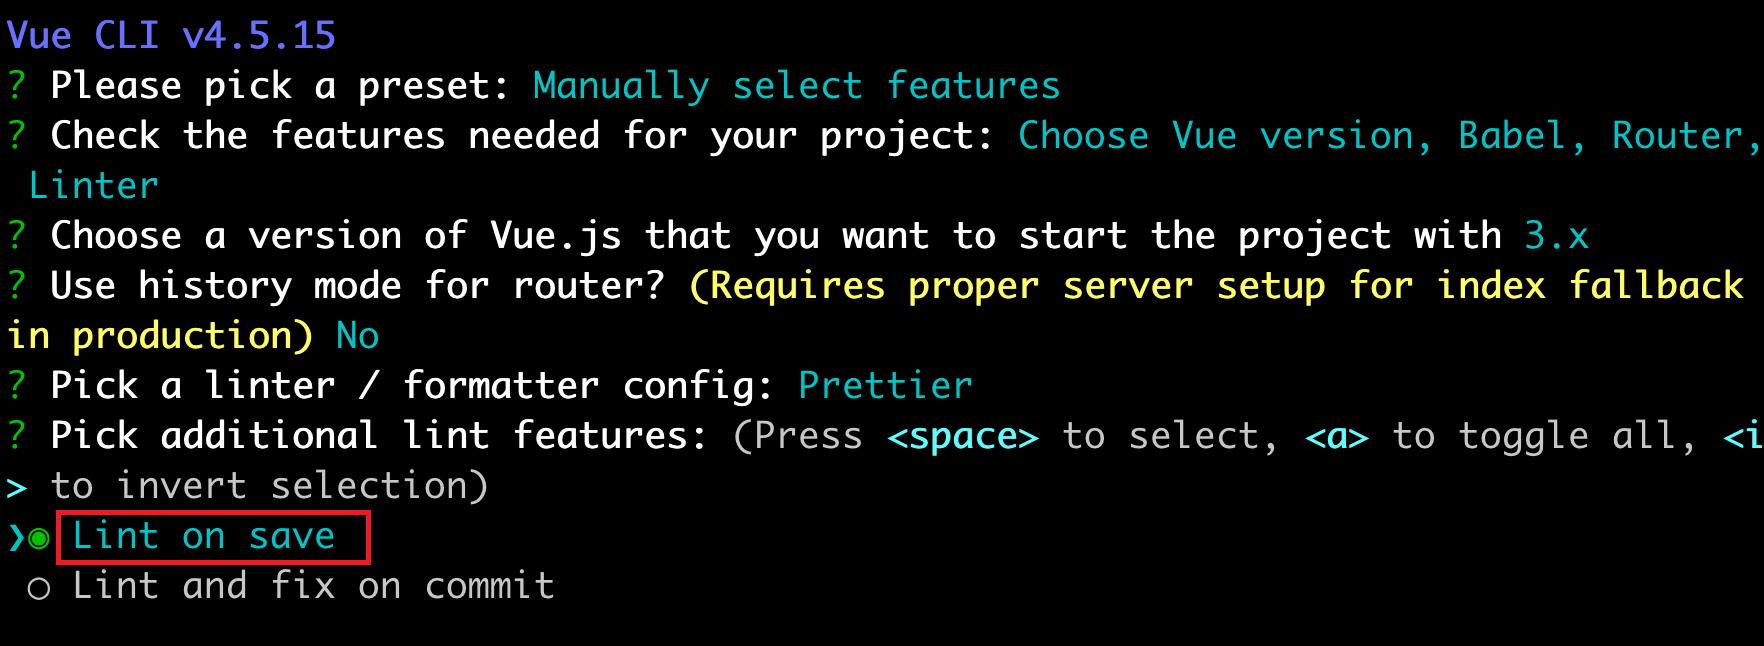 Vue CLI v4.5.15
? Please pick a preset: Manually select features
? Check the features needed for your project: Choose Vue version, Babel, Router,
 Linter
? Choose a version of Vue.js that you want to start the project with 3.x
? Use history mode for router? (Requires proper server setup for index fallback
in production) No
? Pick a linter / formatter config: Prettier
? Pick additional lint features: (Press <space> to select, <a> to toggle all, <i
> to invert selection)
❯◉ Lint on save
 ◯ Lint and fix on commit